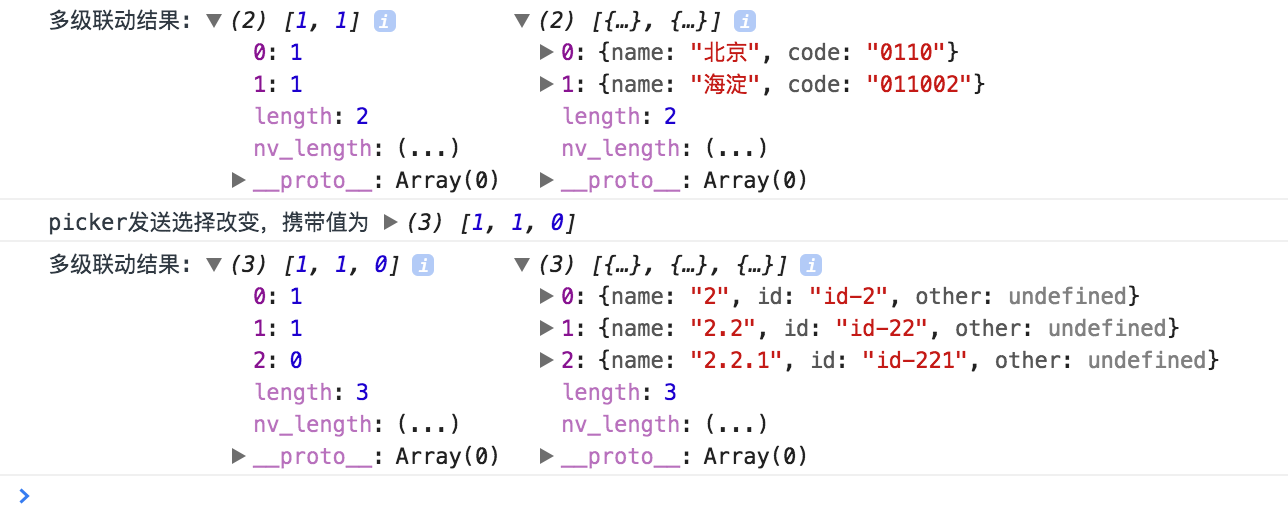 多级联动结果: ▼(2) [1, 1] i ▼(2) [{…}, {…}] i
0: 1 ▶0: {name: "北京", code: "0110"}
1: 1 ▶1: {name: "海淀", code: "011002"}
length: 2 length: 2
nv_length: (...) nv_length: (...)
▶__proto__: Array(0) ▶__proto__: Array(0)
picker发送选择改变，携带值为 ▶(3) [1, 1, 0]
多级联动结果: ▼(3) [1, 1, 0] i ▼(3) [{…}, {…}, {…}] i
0: 1 ▶0: {name: "2", id: "id-2", other: undefined}
1: 1 ▶1: {name: "2.2", id: "id-22", other: undefined}
2: 0 ▶2: {name: "2.2.1", id: "id-221", other: undefined}
length: 3 length: 3
nv_length: (...) nv_length: (...)
▶__proto__: Array(0) ▶__proto__: Array(0)